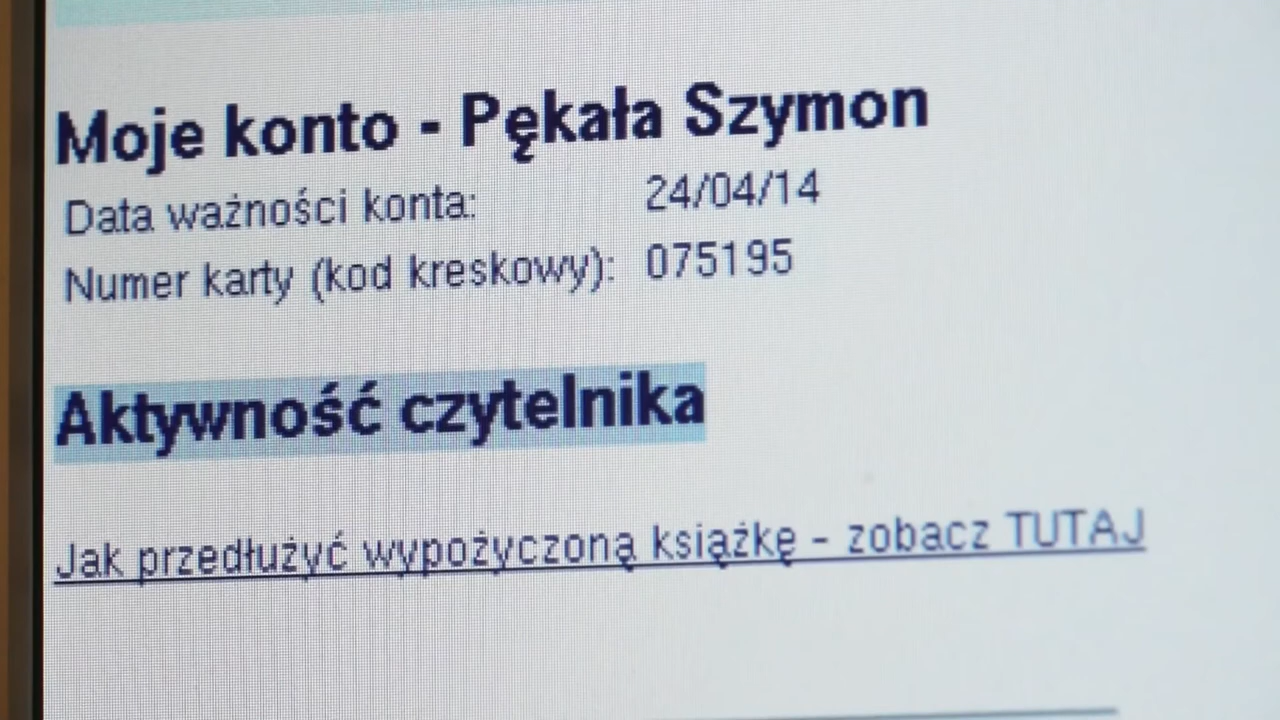 Moje konto - Pękała Szymon
Data ważności konta: 24/04/14
Numer karty (kod kreskowy): 075195
Aktywność czytelnika
Jak przedłużyć wypożyczoną książkę - zobacz TUTAJ